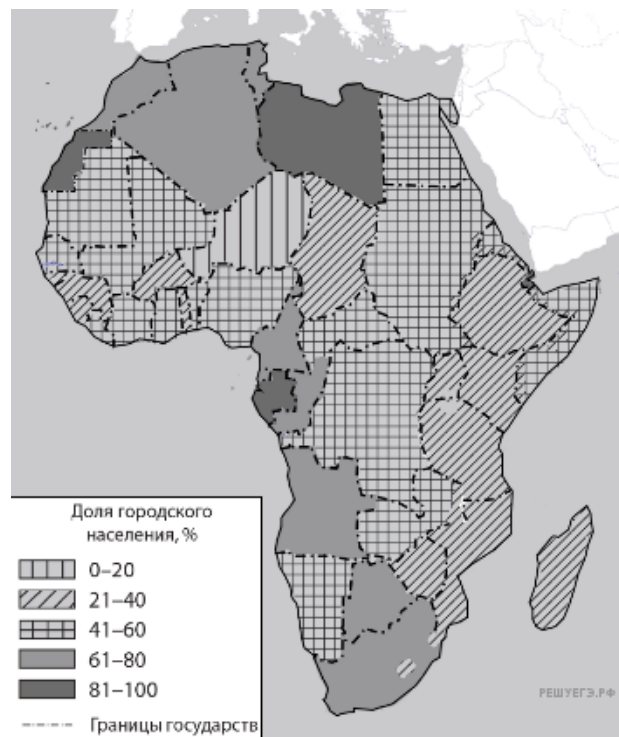 Доля городского
населения, %
0–20
21–40
41–60
61–80
81–100
Границы государств
РЕШУЕГЭ.РФ